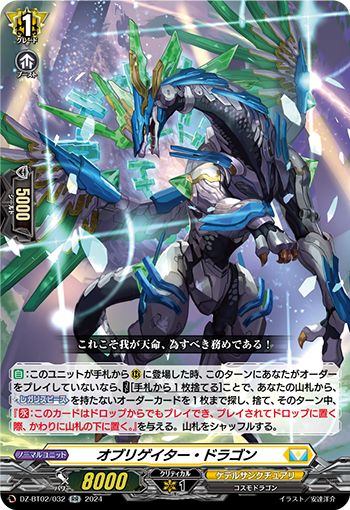 1
グレード
ブースト
シールド
5000
これこそ我が天命、為すべき務めである!
自:このユニットが手札からRに登場した時、このターンにあなたがオーダー
をプレイしていないなら、【手札から1枚捨てる】ことで、あなたの山札から、
レガリスピース を持たないオーダーカードを1枚まで探し、捨て、そのターン中、
『永:このカードはドロップからでもプレイでき、プレイされてドロップに置く
際、かわりに山札の下に置く。』を与える。山札をシャッフルする。
ノーマルユニット
オブリゲイター・ドラゴン
パワー
8000
クリティカル
1
ケテルサンクチュアリ
コスモドラゴン
DZ-BT02/032 RR 2024
イラスト/安達洋介